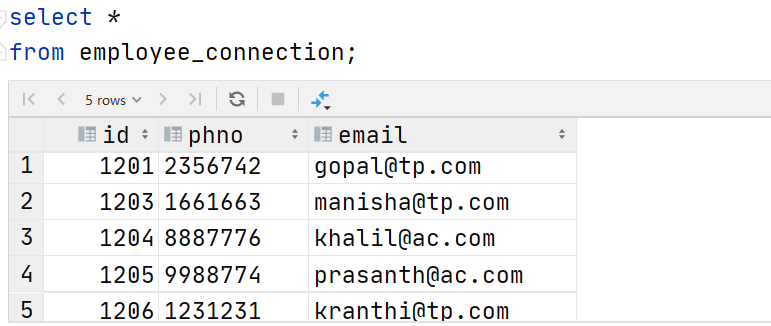 select *
from employee_connection;
5 rows
id phno email
1 1201 2356742 gopal@tp.com
2 1203 1661663 manisha@tp.com
3 1204 8887776 khalil@ac.com
4 1205 9988774 prasanth@ac.com
5 1206 1231231 kranthi@tp.com